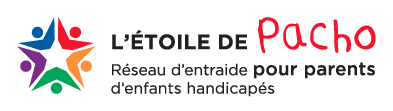 L'ÉTOILE DE Pacho
Réseau d'entraide pour parents
d'enfants handicapés